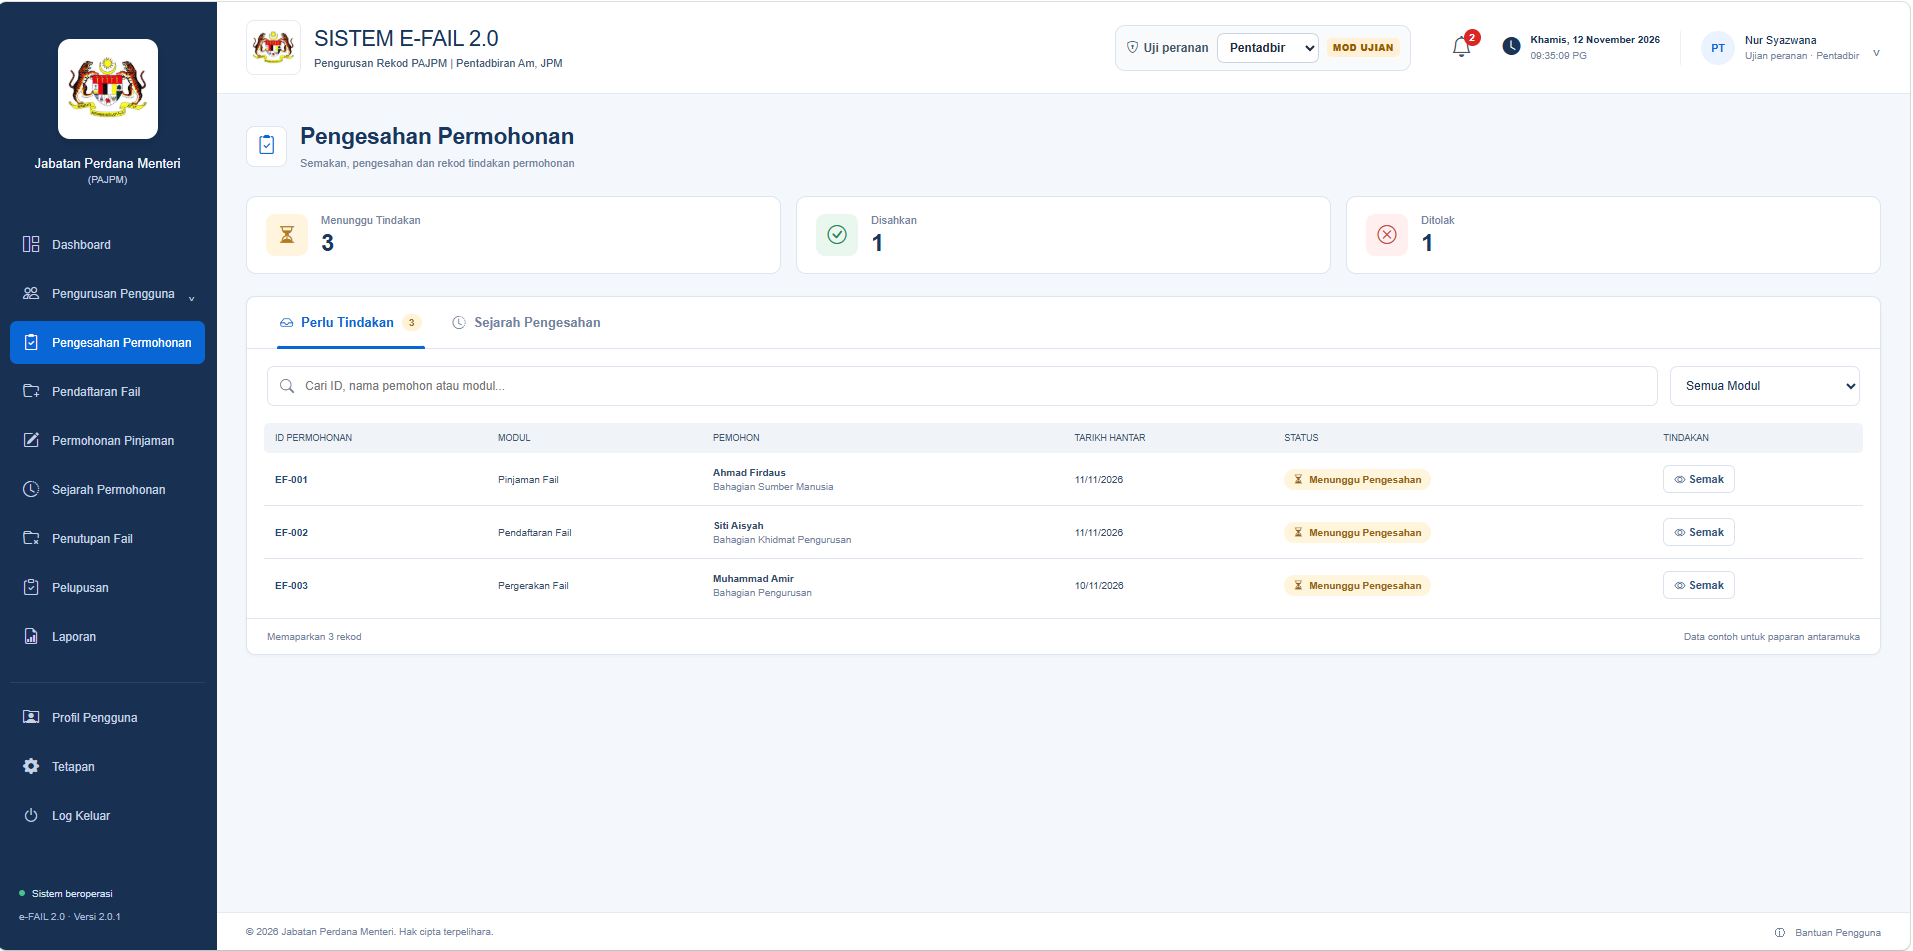 Jabatan Perdana Menteri
(PAJPM)
Dashboard
Pengurusan Pengguna
Pengesahan Permohonan
Pendaftaran Fail
Permohonan Pinjaman
Sejarah Permohonan
Penutupan Fail
Pelupusan
Laporan
Profil Pengguna
Tetapan
Log Keluar
Sistem beroperasi
e-FAIL 2.0 · Versi 2.0.1
SISTEM E-FAIL 2.0
Pengurusan Rekod PAJPM | Pentadbiran Am, JPM
Uji peranan Pentadbir MOD UJIAN
2
Khamis, 12 November 2026
09:35:09 PG
PT
Nur Syazwana
Ujian peranan · Pentadbir
Pengesahan Permohonan
Semakan, pengesahan dan rekod tindakan permohonan
Menunggu Tindakan
3
Disahkan
1
Ditolak
1
Perlu Tindakan 3 Sejarah Pengesahan
Cari ID, nama pemohon atau modul... Semua Modul
ID PERMOHONAN MODUL PEMOHON TARIKH HANTAR STATUS TINDAKAN
EF-001 Pinjaman Fail Ahmad Firdaus 11/11/2026 Menunggu Pengesahan Semak
Bahagian Sumber Manusia
EF-002 Pendaftaran Fail Siti Aisyah 11/11/2026 Menunggu Pengesahan Semak
Bahagian Khidmat Pengurusan
EF-003 Pergerakan Fail Muhammad Amir 10/11/2026 Menunggu Pengesahan Semak
Bahagian Pengurusan
Memaparkan 3 rekod Data contoh untuk paparan antaramuka
© 2026 Jabatan Perdana Menteri. Hak cipta terpelihara. Bantuan Pengguna